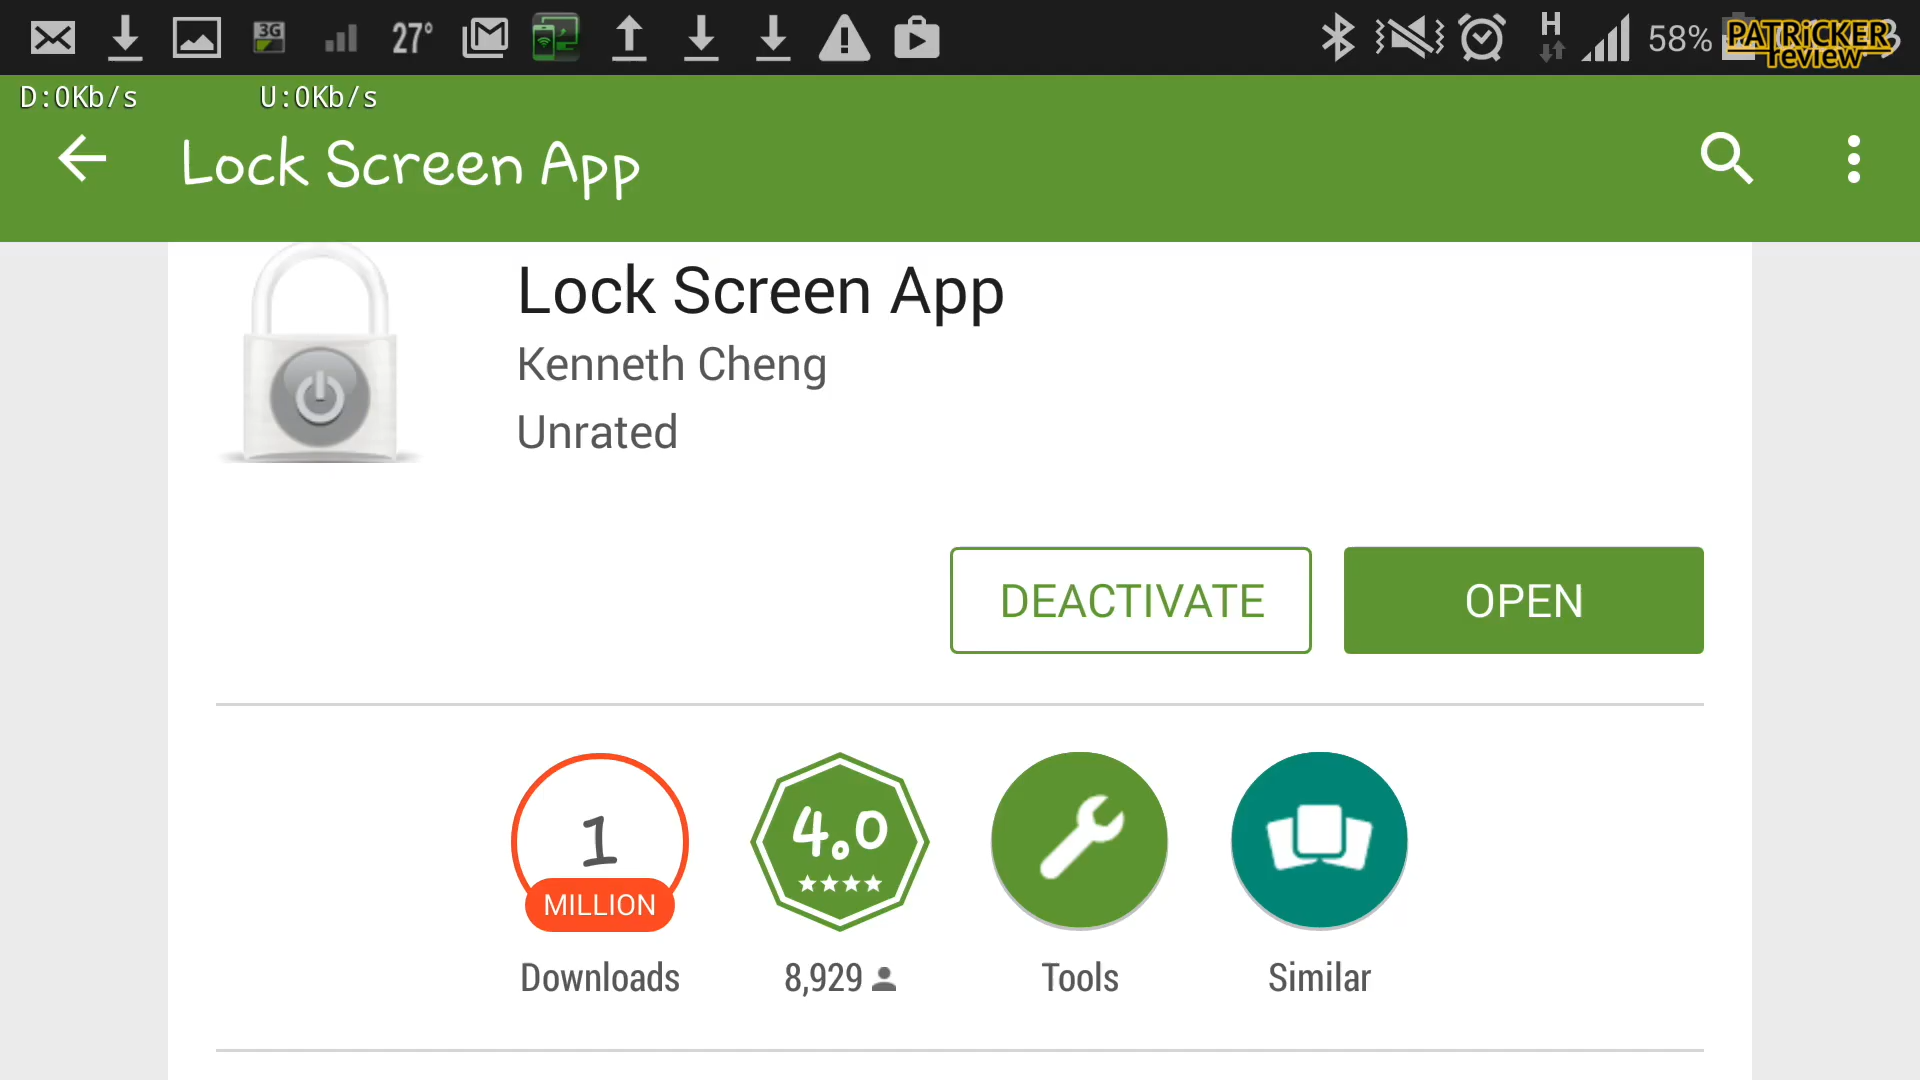 3G 27° H 58%
PATRiCKER
review
D:0Kb/s U:0Kb/s
Lock Screen App
Lock Screen App
Kenneth Cheng
Unrated
DEACTIVATE OPEN
1
MILLION
4.0
Downloads 8,929 Tools Similar